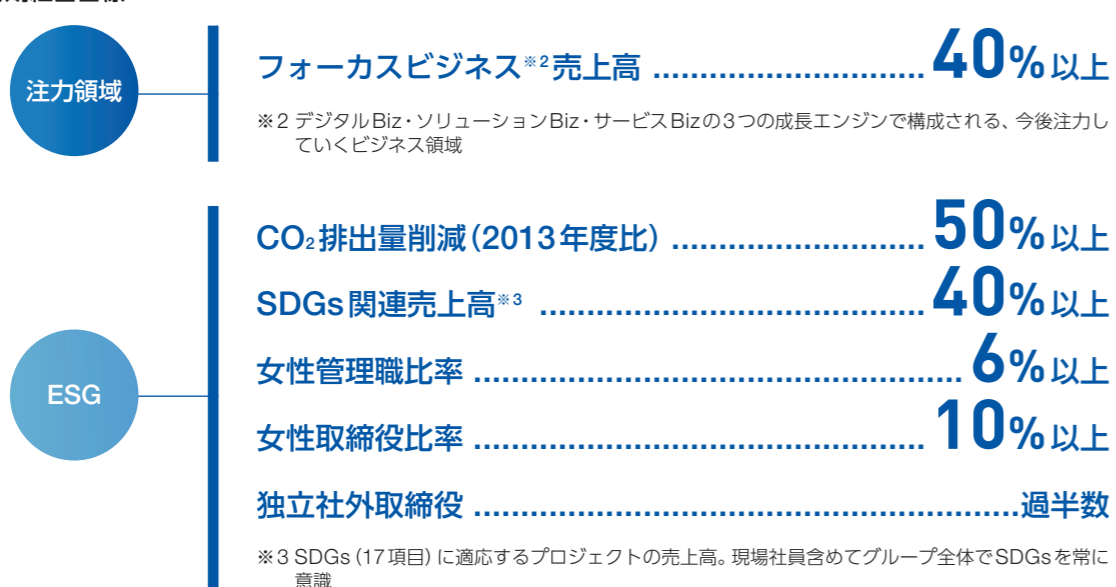 注力領域
フォーカスビジネス※2売上高 ............................. 40%以上
※2 デジタルBiz・ソリューションBiz・サービスBizの3つの成長エンジンで構成される、今後注力し
ていくビジネス領域
ESG
CO₂排出量削減(2013年度比) ........................... 50%以上
SDGs関連売上高※3 ......................................... 40%以上
女性管理職比率 .................................................... 6%以上
女性取締役比率 ................................................ 10%以上
独立社外取締役 ..........................................................過半数
※3 SDGs(17項目)に適応するプロジェクトの売上高。現場社員含めてグループ全体でSDGsを常に
意識